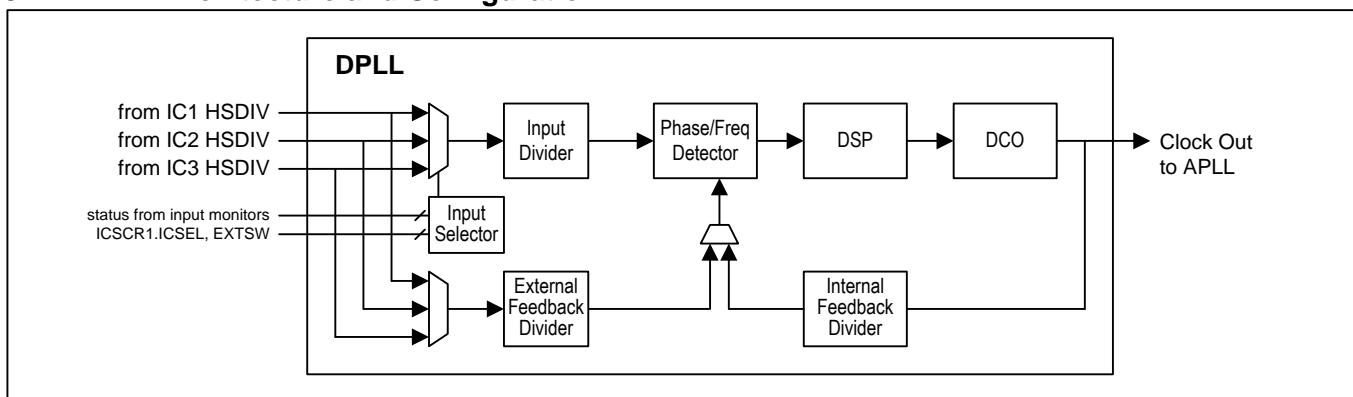 DPLL
from IC1 HSDIV
from IC2 HSDIV
from IC3 HSDIV
status from input monitors
ICSCR1.ICSEL, EXTSW
Input
Divider
Phase/Freq
Detector
DSP
DCO
Clock Out
to APLL
Input
Selector
External
Feedback
Divider
Internal
Feedback
Divider